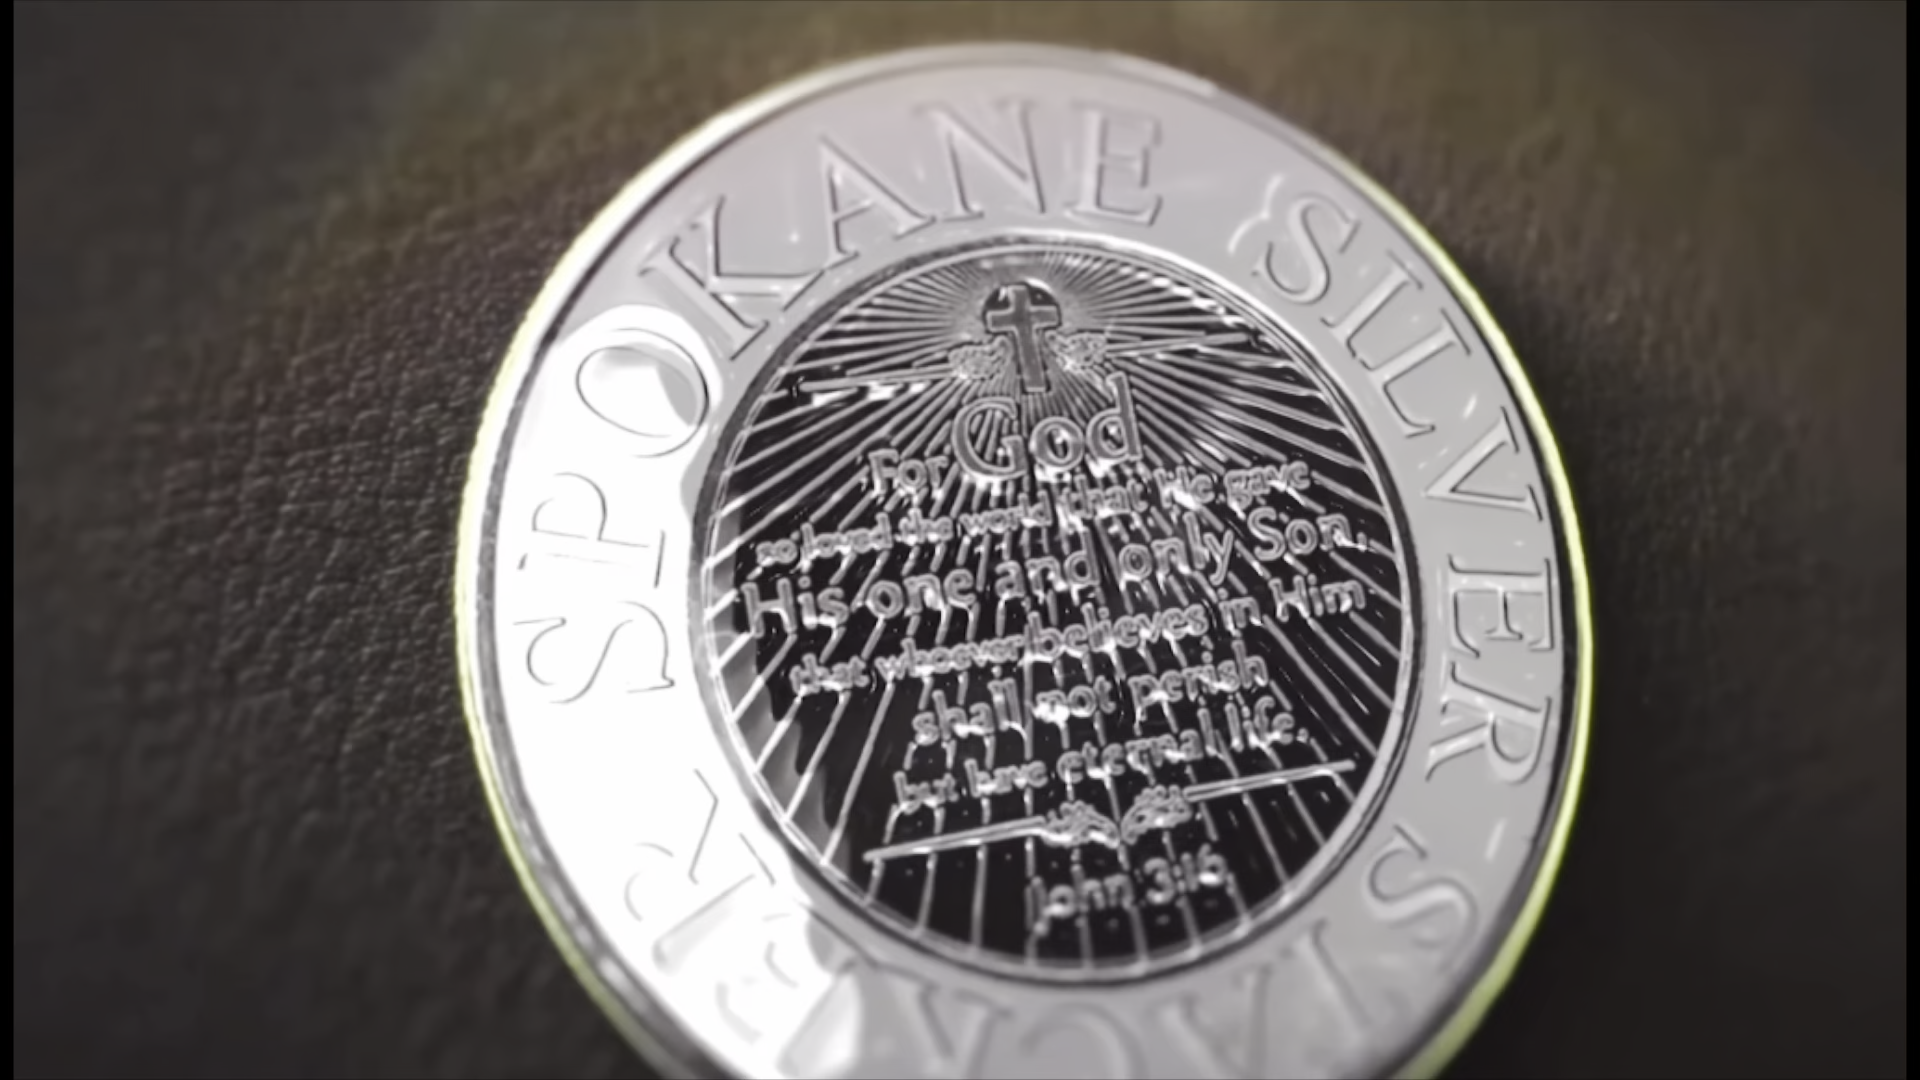 SPOKANE SILVER STACKER
For God
so loved the world that He gave
His one and only Son,
that whoever believes in Him
shall not perish
but have eternal life.
John 3:16